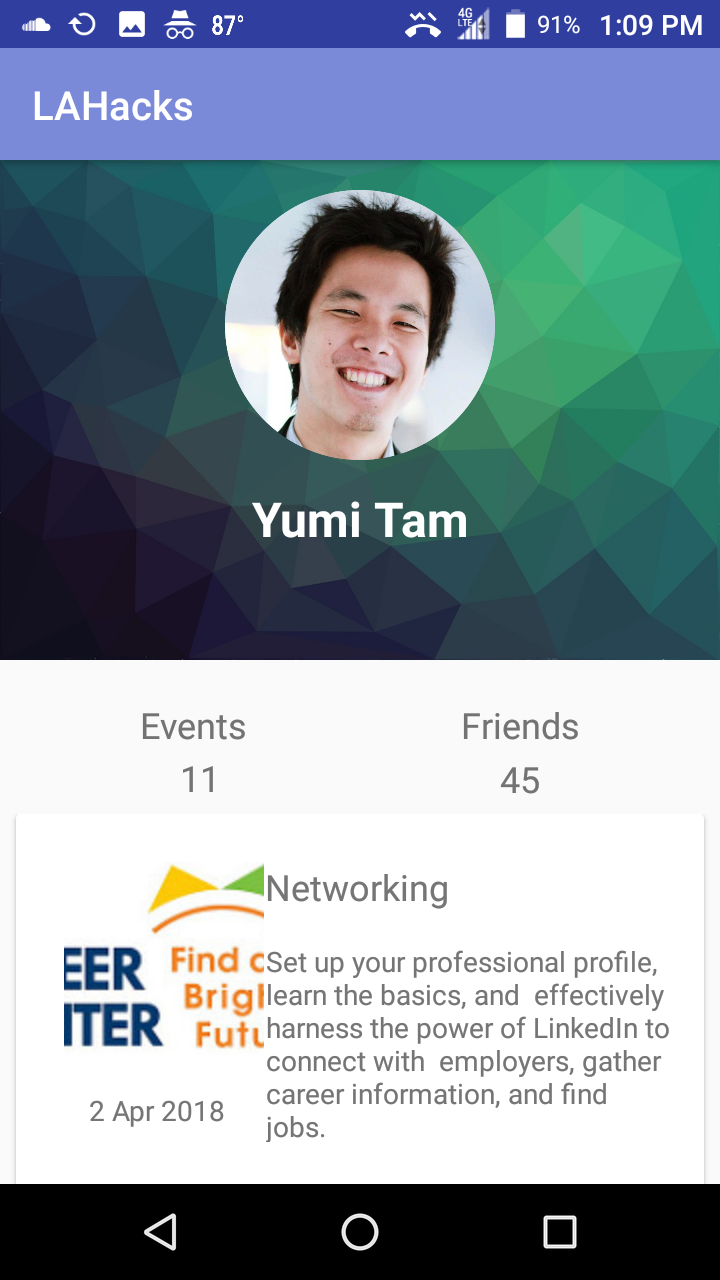 87°
4G
LTE
91%
1:09 PM
LAHacks
Yumi Tam
Events
Friends
11
45
EER
ITER
Find
Brig
Futu
Networking
Set up your professional profile,
learn the basics, and effectively
harness the power of LinkedIn to
connect with employers, gather
career information, and find
jobs.
2 Apr 2018